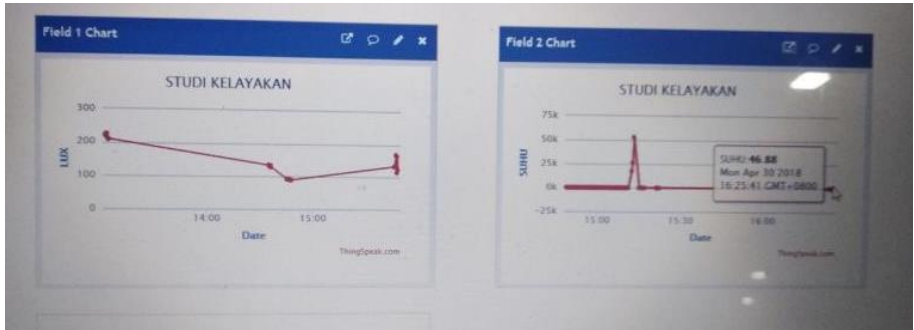 Field 1 Chart
STUDI KELAYAKAN
300
200
100
0
LUX
14:00
15:00
Date
ThingSpeak.com
Field 2 Chart
STUDI KELAYAKAN
75k
50k
25k
0k
-25k
SUHU
SUHU: 46.88
Mon Apr 30 2018
16:25:41 GMT+0800
15:00
15:30
16:00
Date
ThingSpeak.com